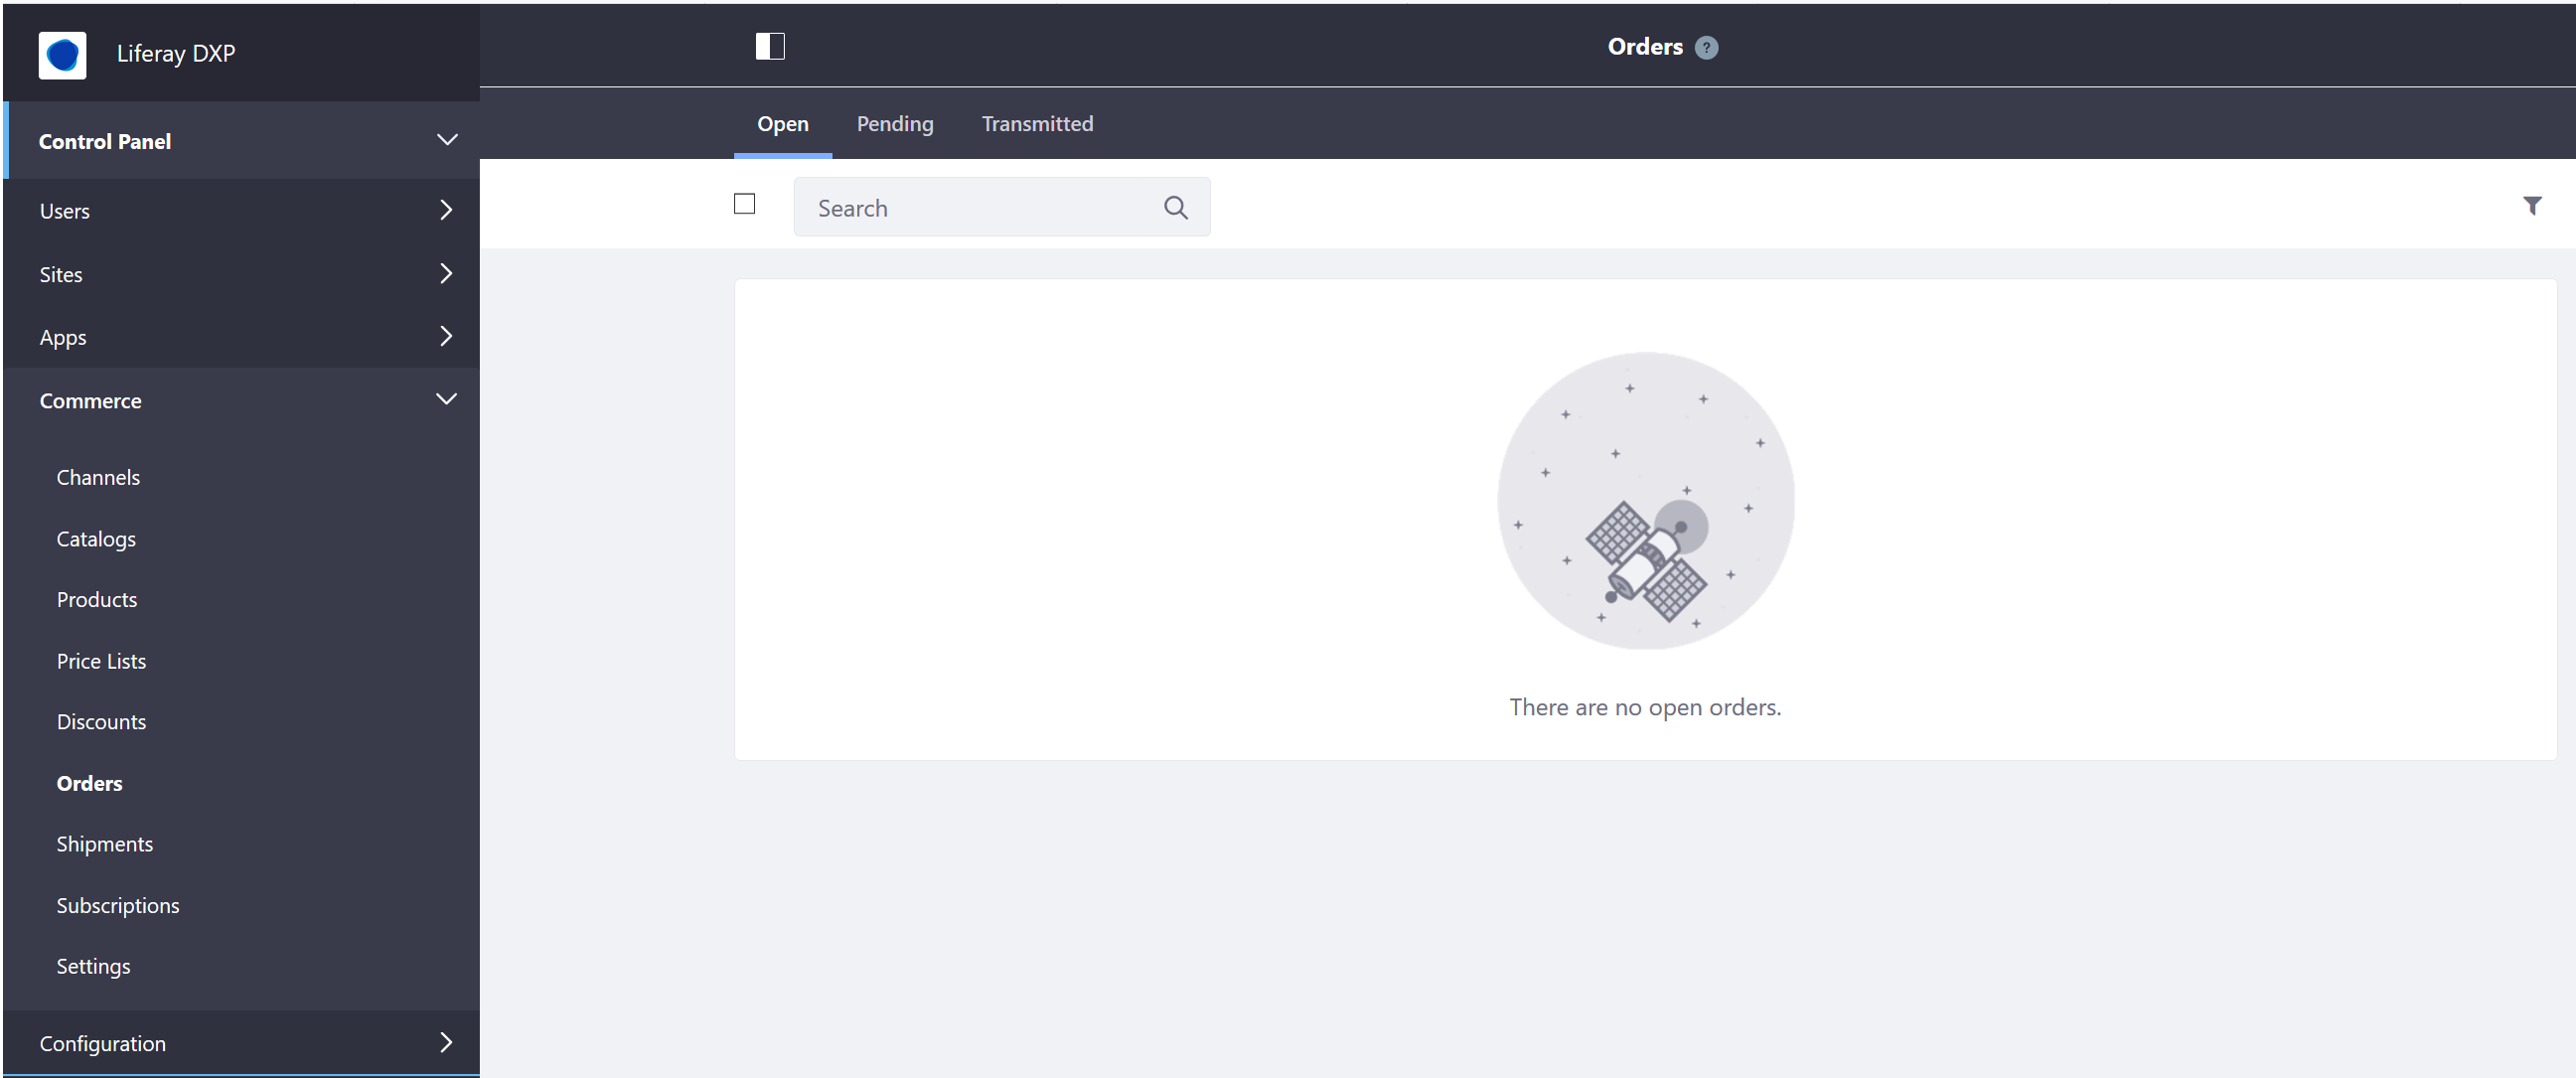 Liferay DXP
Control Panel
Users
Sites
Apps
Commerce
Channels
Catalogs
Products
Price Lists
Discounts
Orders
Shipments
Subscriptions
Settings
Configuration
Orders ?
Open Pending Transmitted
Search
There are no open orders.